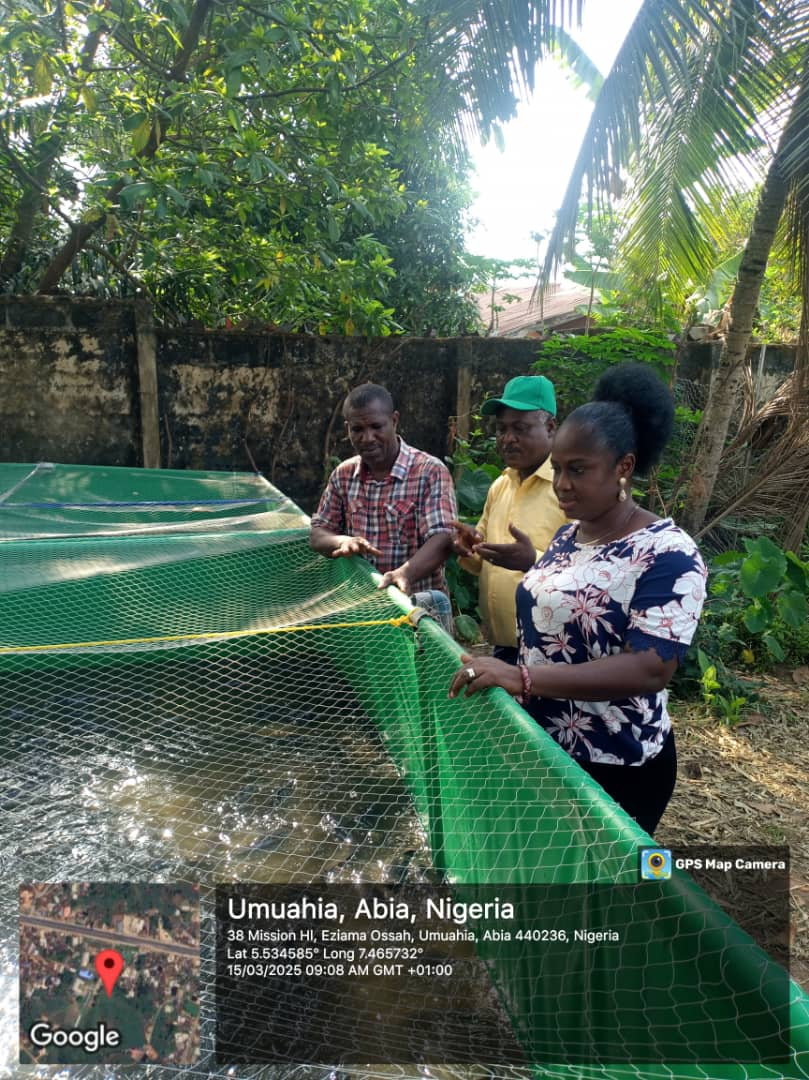 GPS Map Camera
Umuahia, Abia, Nigeria
38 Mission Hl, Eziama Ossah, Umuahia, Abia 440236, Nigeria
Lat 5.534585° Long 7.465732°
15/03/2025 09:08 AM GMT +01:00
Google